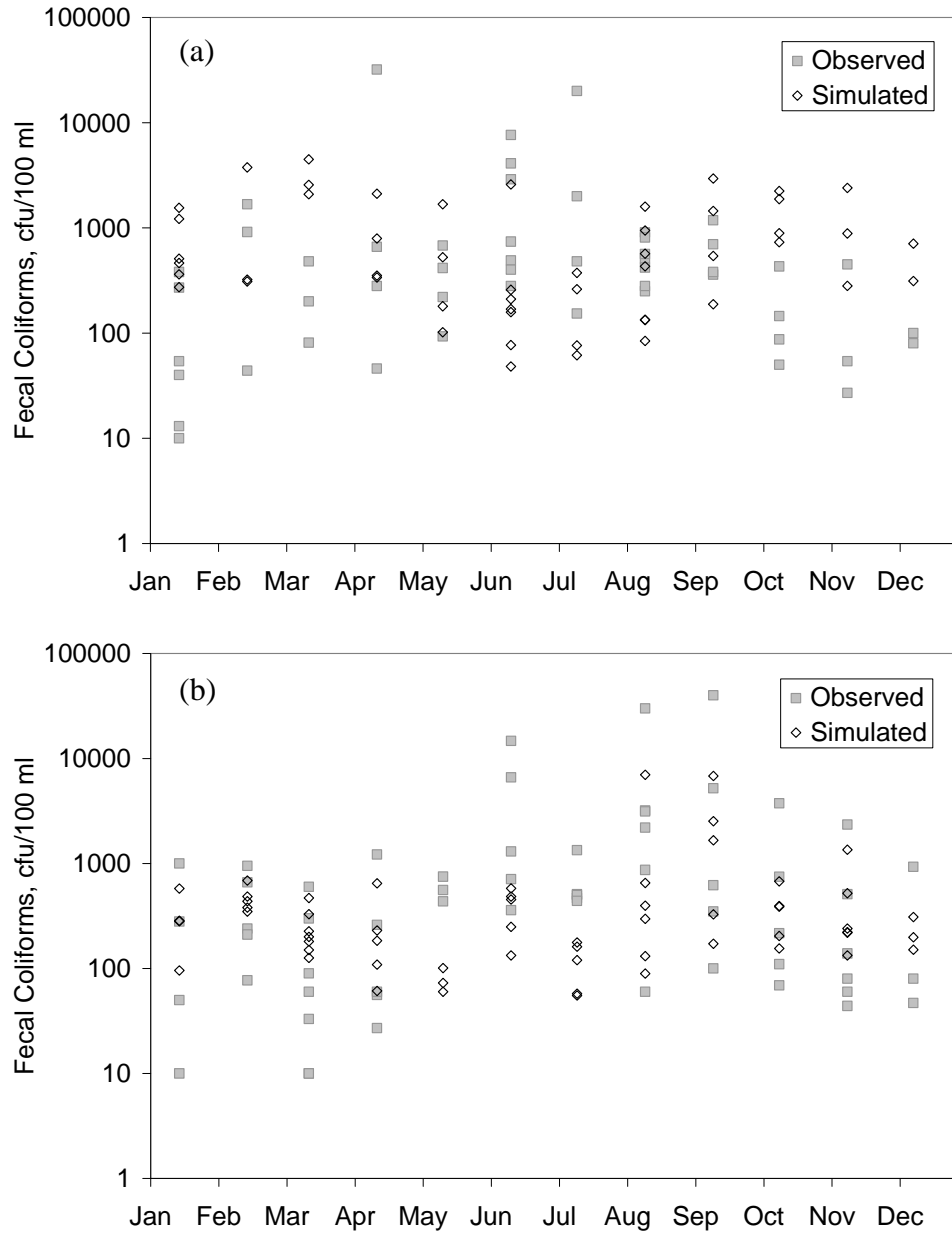 100000
(a)
Observed
Simulated
10000
1000
100
10
1
Fecal Coliforms, cfu/100 ml
Jan Feb Mar Apr May Jun Jul Aug Sep Oct Nov Dec
100000
(b)
Observed
Simulated
10000
1000
100
10
1
Fecal Coliforms, cfu/100 ml
Jan Feb Mar Apr May Jun Jul Aug Sep Oct Nov Dec